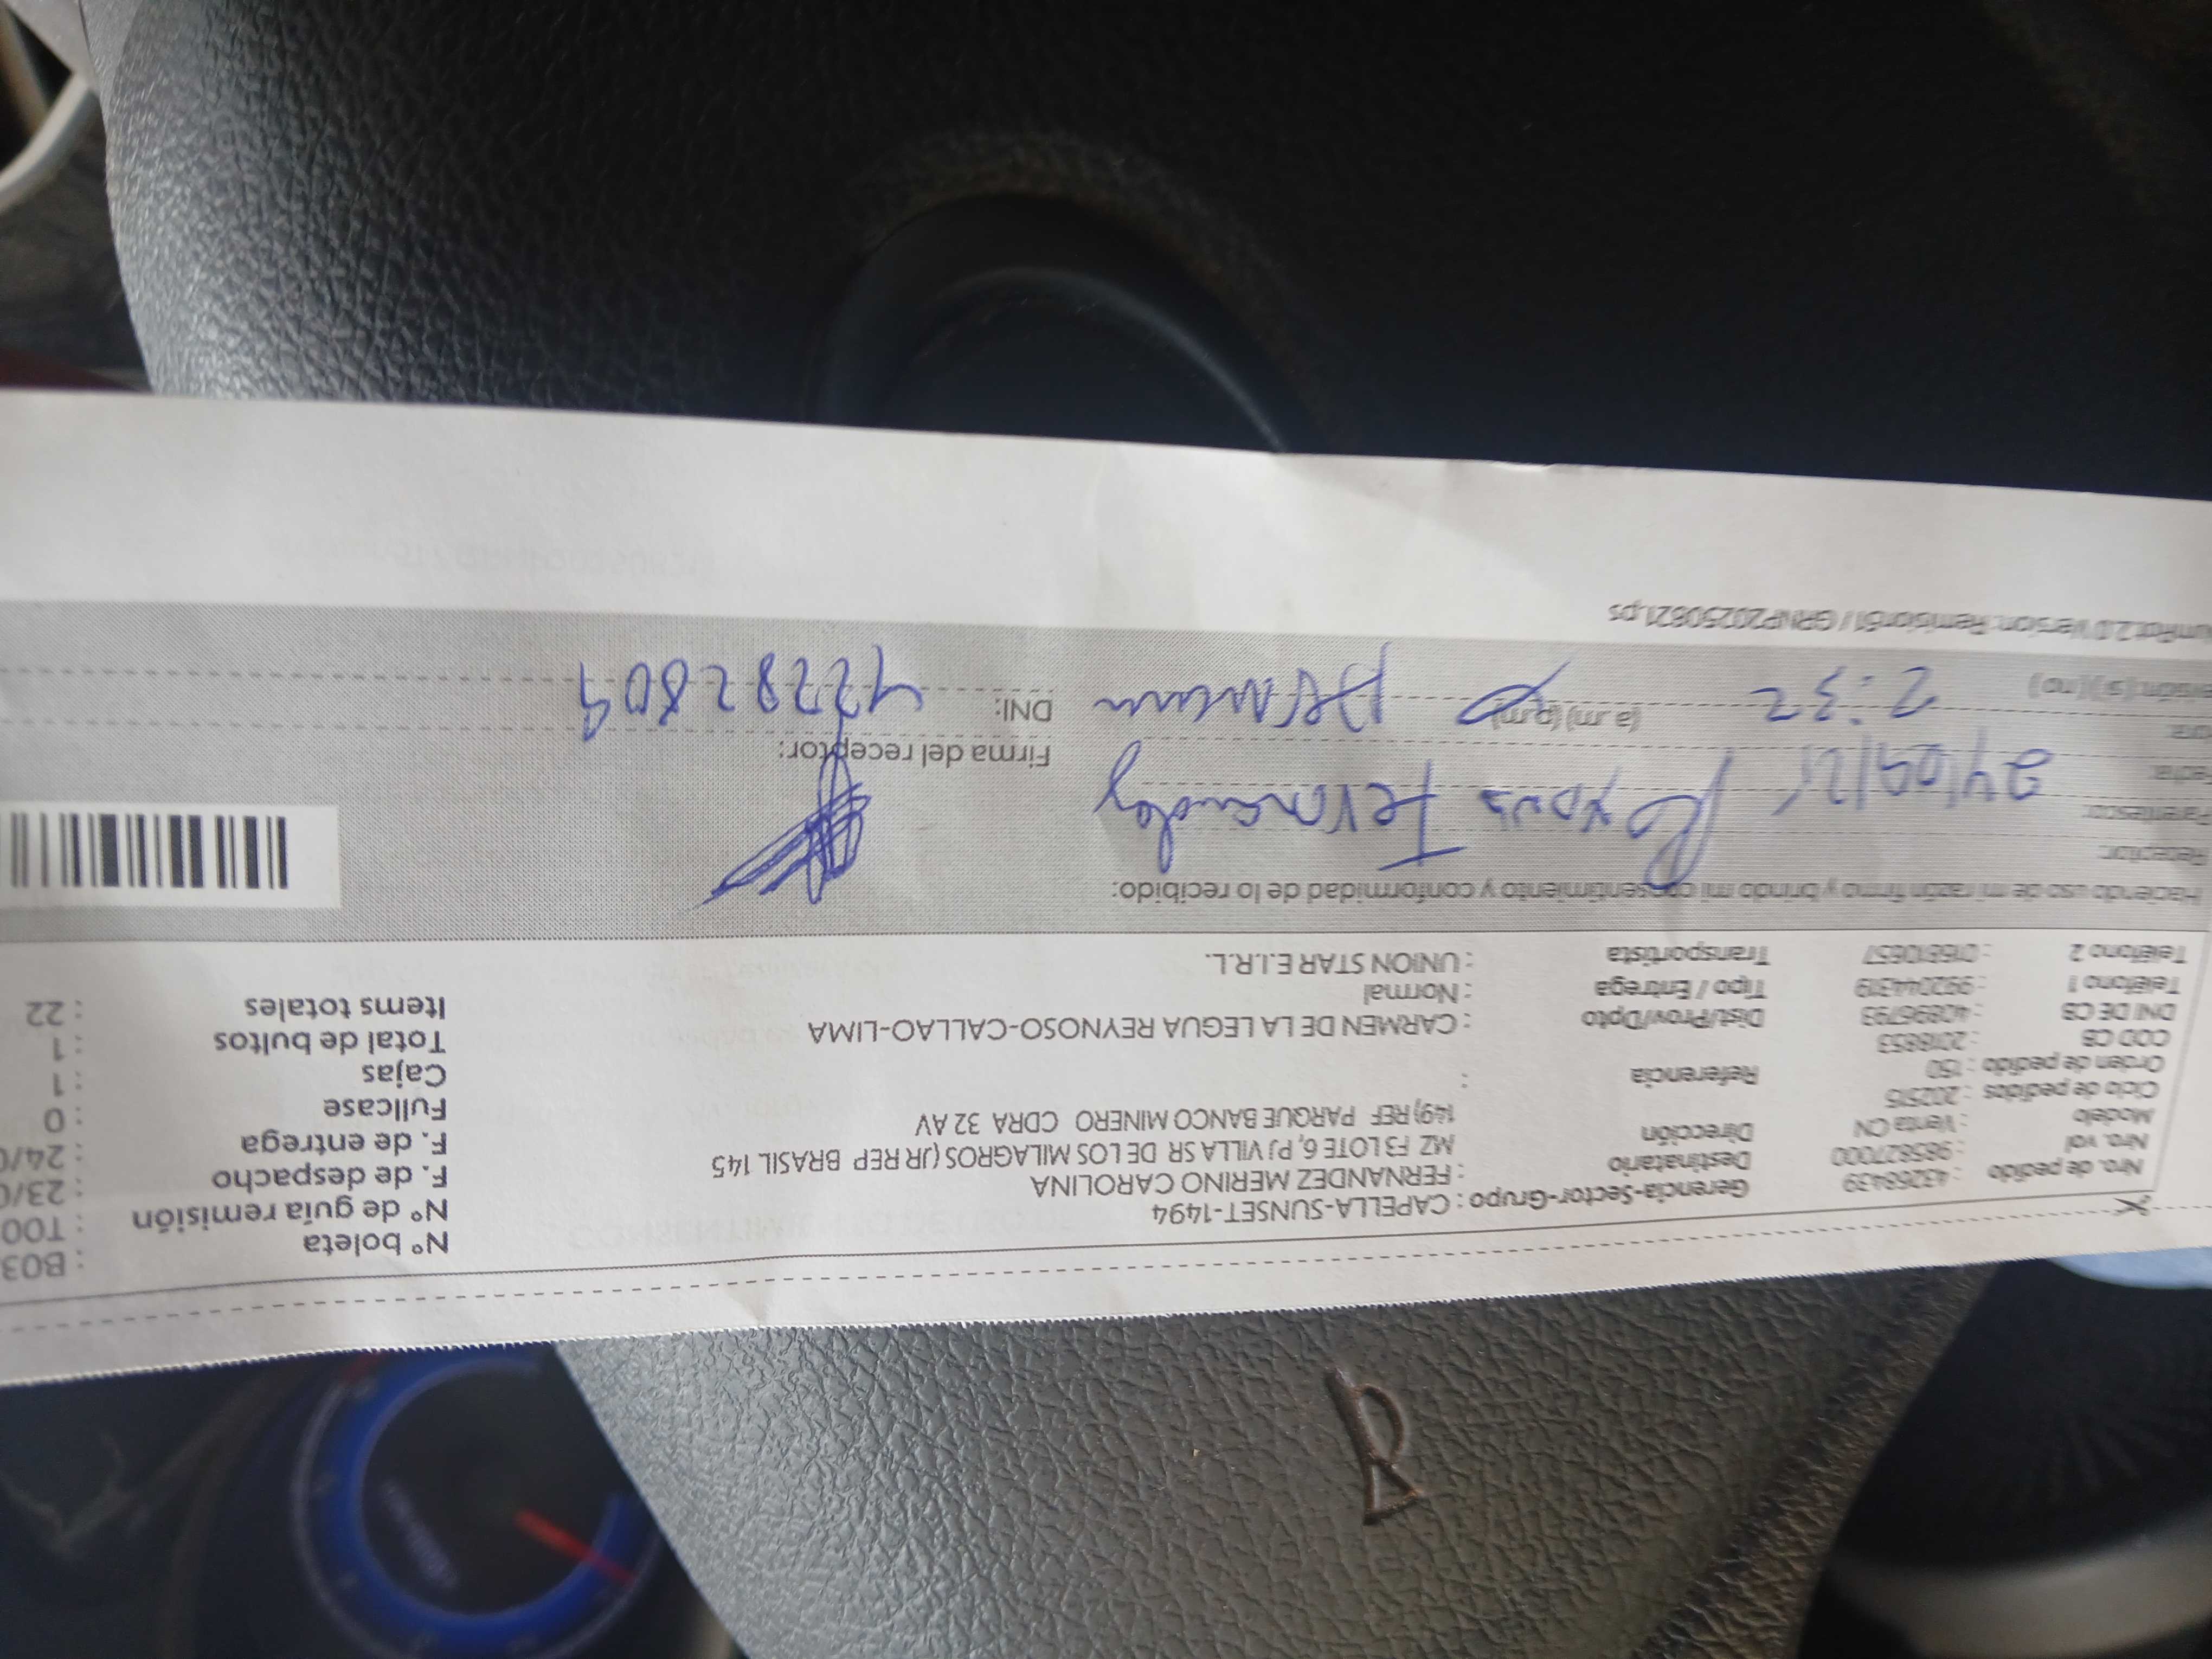 Nro. de pedido : 43268439
Nro. vol : 985827000
Modelo : Venta CN
Ciclo de pedidos : 202515
Orden de pedido : 150
COD CB : 2018853
DNI DE CB : 40896793
Teléfono 1 : 992044319
Teléfono 2 : 016510657
Gerencia-Sector-Grupo : CAPELLA-SUNSET-1494
Destinatario : FERNANDEZ MERINO CAROLINA
Dirección MZ F3 LOTE 6, PJ VILLA SR DE LOS MILAGROS (JR REP BRASIL 145
149) REF PARQUE BANCO MINERO CDRA 32 AV
Referencia :
Dist/Prov/Dpto : CARMEN DE LA LEGUA REYNOSO-CALLAO-LIMA
Tipo / Entrega : Normal
Transportista : UNION STAR E.I.R.L.
N° boleta : B03
N° de guía remisión : T00
F. de despacho : 23/0
F. de entrega : 24/0
Fullcase : 0
Cajas : 1
Total de bultos : 1
Items totales : 22
Haciendo uso de mi razón firmo y brindo mi consentimiento y conformidad de lo recibido:
Receptor: Fernandez
Parentesco:
24/09/25
2:32 (a.m) (p.m)
Firma del receptor:
DNI: 42282809
Version: Remision61 / GRNP20250821.ps